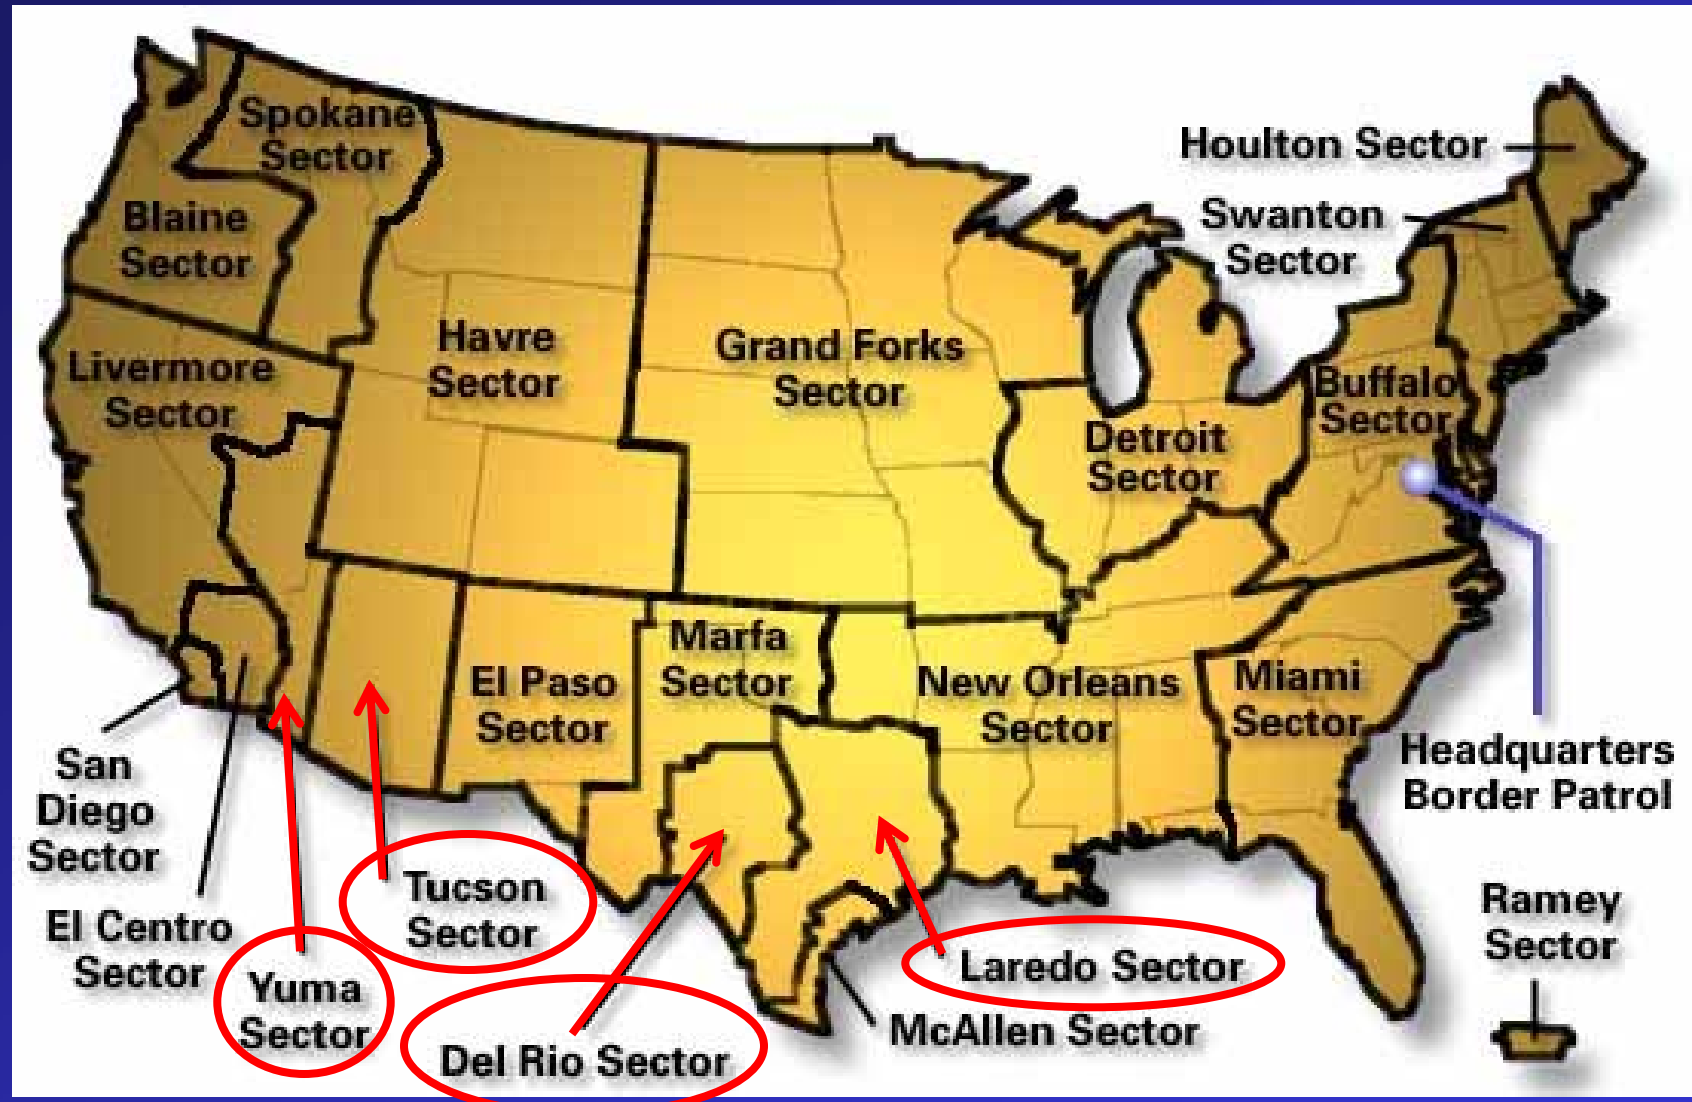 Spokane
Sector
Blaine
Sector
Livermore
Sector
Havre
Sector
Grand Forks
Sector
Houlton Sector
Swanton
Sector
Buffalo
Sector
Detroit
Sector
Marfa
Sector
El Paso
Sector
New Orleans
Sector
Miami
Sector
San
Diego
Sector
El Centro
Sector
Yuma
Sector
Tucson
Sector
Del Rio Sector
Laredo Sector
McAllen Sector
Headquarters
Border Patrol
Ramey
Sector